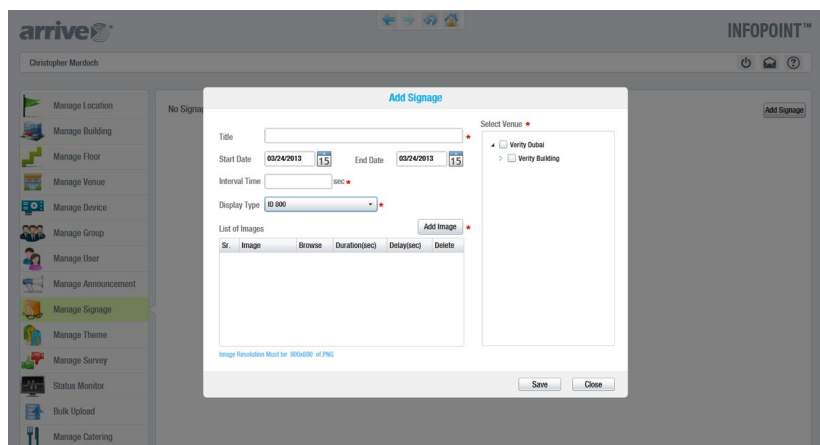 arrive
INFOPOINT™
Christopher Murdoch
Manage Location
Manage Building
Manage Floor
Manage Venue
Manage Device
Manage Group
Manage User
Manage Announcement
Manage Signage
Manage Theme
Manage Survey
Status Monitor
Bulk Upload
Manage Catering
No Signag
Add Signage
Add Signage
Title *
Start Date 03/24/2013 15 End Date 03/24/2013 15
Interval Time sec *
Display Type ID 800 *
List of Images Add Image *
Sr. Image Browse Duration(sec) Delay(sec) Delete
Image Resolution Must be 800x600 of.PNG
Select Venue *
Verity Dubai
Verity Building
Save Close